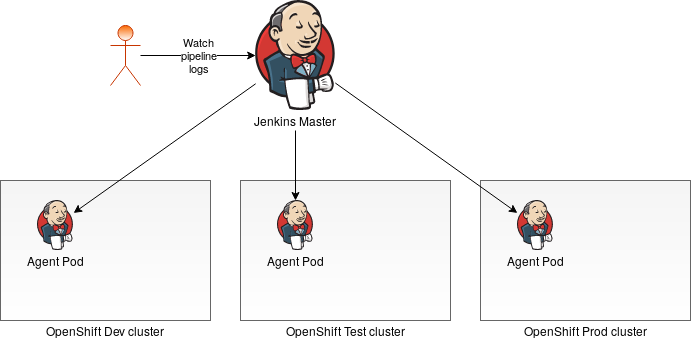 Watch
pipeline
logs
Jenkins Master
Agent Pod
Agent Pod
Agent Pod
OpenShift Dev cluster
OpenShift Test cluster
OpenShift Prod cluster